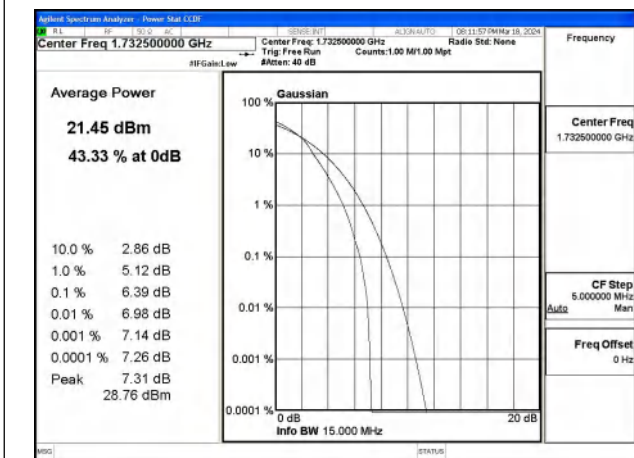 Agilent Spectrum Analyzer - Power Stat CCDF
RL RF 50 Ω AC SENSE:INT ALIGN AUTO 08:11:57 PM Mar 18, 2024
Center Freq 1.732500000 GHz
Center Freq: 1.732500000 GHz Radio Std: None
Trig: Free Run Counts:1.00 M/1.00 Mpt
#IFGain:Low #Atten: 40 dB
Frequency
Average Power
21.45 dBm
43.33 % at 0dB
10.0 % 2.86 dB
1.0 % 5.12 dB
0.1 % 6.39 dB
0.01 % 6.98 dB
0.001 % 7.14 dB
0.0001 % 7.26 dB
Peak 7.31 dB
28.76 dBm
Gaussian
100 %
10 %
1 %
0.1 %
0.01 %
0.001 %
0.0001 %
0 dB 20 dB
Info BW 15.000 MHz
Center Freq
1.732500000 GHz
CF Step
5.000000 MHz
Auto Man
Freq Offset
0 Hz
MSG STATUS